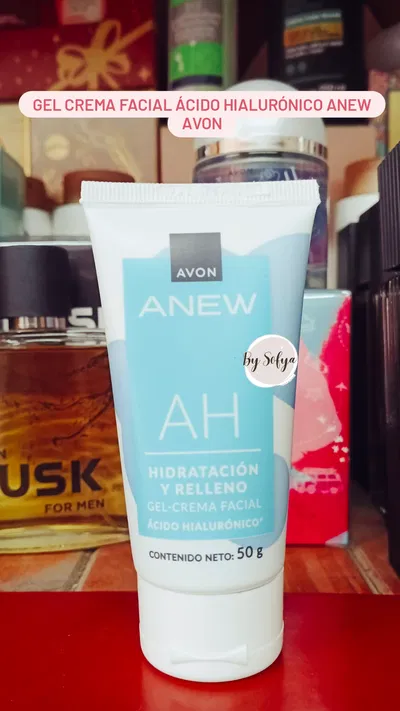 GEL CREMA FACIAL ÁCIDO HIALURÓNICO ANEW
AVON
AVON
ANEW
By Sofya
AH
HIDRATACIÓN
Y RELLENO
GEL-CREMA FACIAL
ÁCIDO HIALURÓNICO*
CONTENIDO NETO: 50 g
USK
FOR MEN